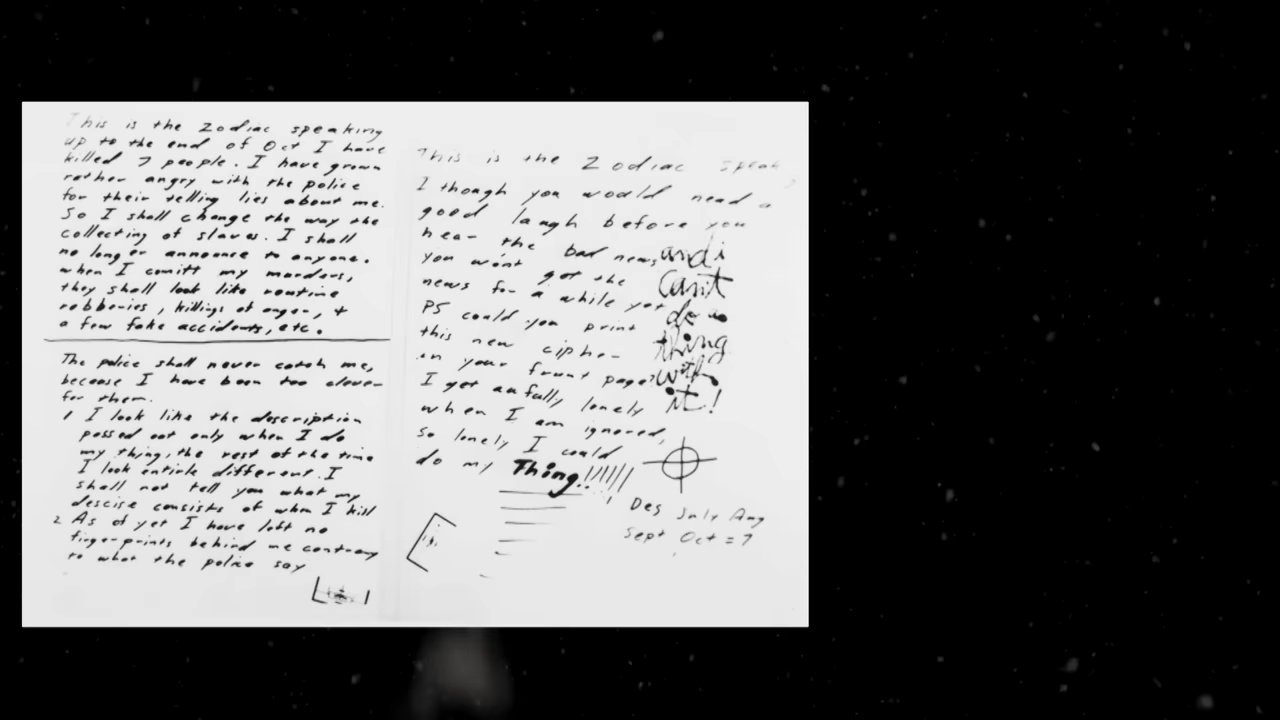 This is the Zodiac speaking
up to the end of Oct I have
killed 7 people. I have grown
rather angry with the police
for their telling lies about me.
So I shall change the way the
collecting of slaves. I shall
no longer announce to anyone.
when I comitt my murders,
they shall look like routine
robberies, killings of anger, +
a few fake accidents, etc.
The police shall never catch me,
because I have been too clever
for them.
1 I look like the description
passed out only when I do
my thing, the rest of the time
I look entirle different. I
shall not tell you what my
descise consists of when I kill
2 As of yet I have left no
fingerprints behind me contrary
to what the police say
This is the Zodiac speak
I though you would need a
good laugh before you
hear the bad news
you won't get the
news for a while yet
PS could you print
this new cipher
in your frunt page?
I get awfully lonely
when I am ignored,
So lonely I could
do my Thing!!!!!!
and i
can't
do a
thing
with
it!
Des July Aug
Sept Oct = 7